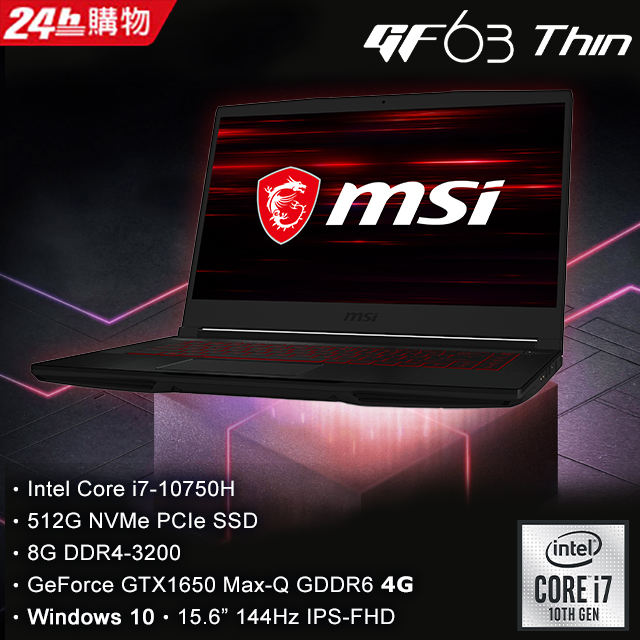 24h購物
GF63 Thin
msi
msi
・Intel Core i7-10750H
・512G NVMe PCIe SSD
・8G DDR4-3200
・GeForce GTX1650 Max-Q GDDR6 4G
・Windows 10・15.6” 144Hz IPS-FHD
intel
CORE i7
10TH GEN